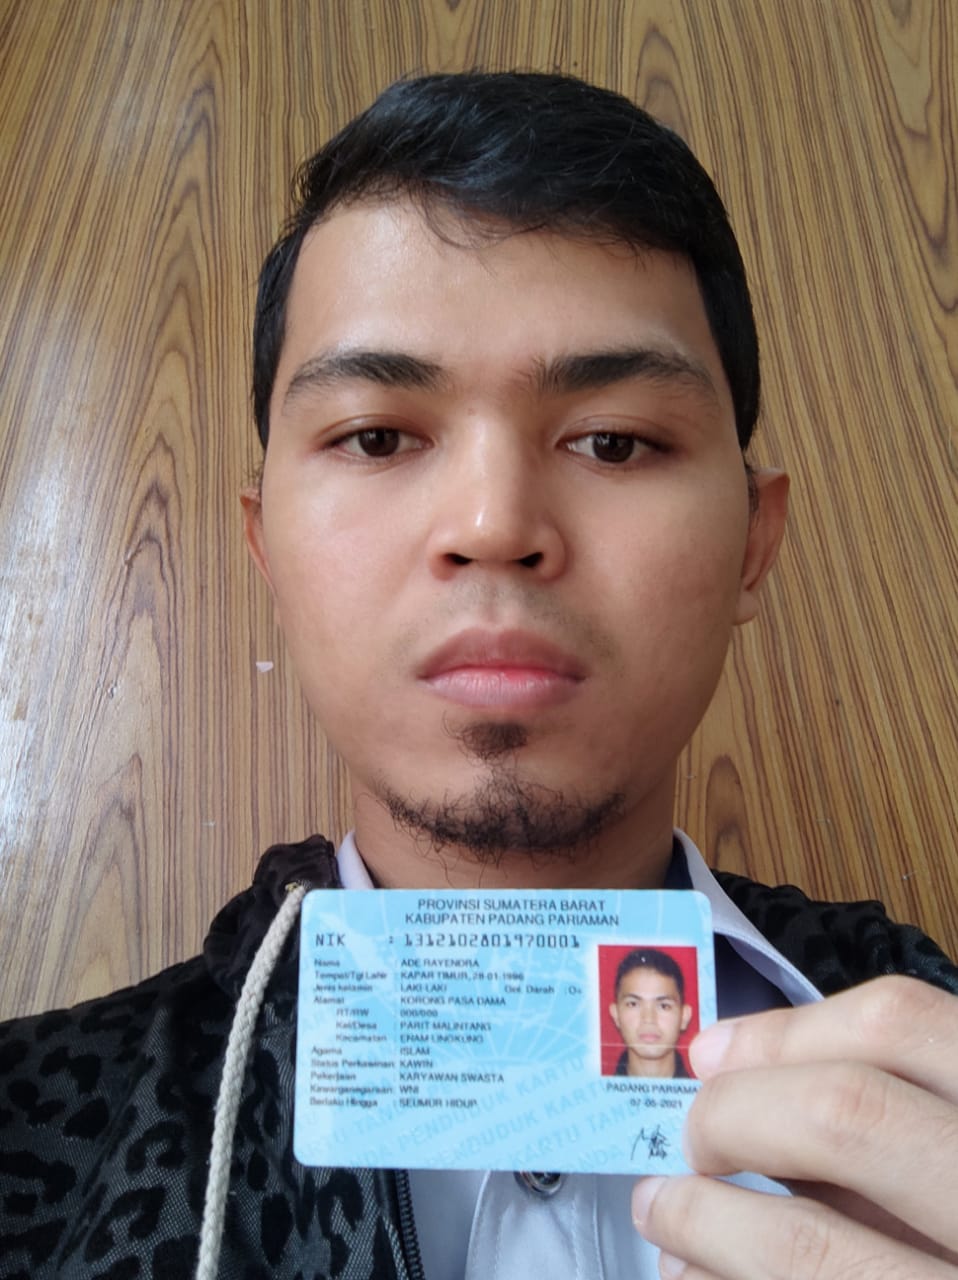 PROVINSI SUMATERA BARAT
KABUPATEN PADANG PARIAMAN
NIK : 1312102801970001
Nama : ADE RAYENDRA
Tempat/Tgl Lahir : KAPAR TIMUR, 28-01-1996
Jenis kelamin : LAKI-LAKI Gol. Darah : O+
Alamat : KORONG PASA DAMA
RT/RW : 000/000
Kel/Desa : PARIT MALINTANG
Kecamatan : ENAM LINGKUNG
Agama : ISLAM
Status Perkawinan : KAWIN
Pekerjaan : KARYAWAN SWASTA
Kewarganegaraan : WNI
Berlaku Hingga : SEUMUR HIDUP
PADANG PARIAMA
07-05-2021